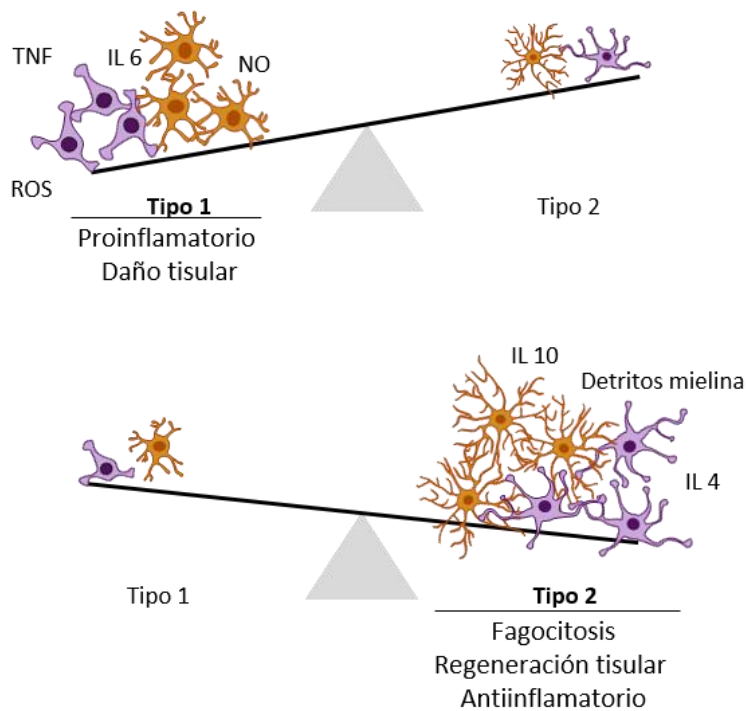 TNF
IL 6
NO
ROS
Tipo 1
Proinflamatorio
Daño tisular
Tipo 2
IL 10
Detritos mielina
IL 4
Tipo 1
Tipo 2
Fagocitosis
Regeneración tisular
Antiinflamatorio